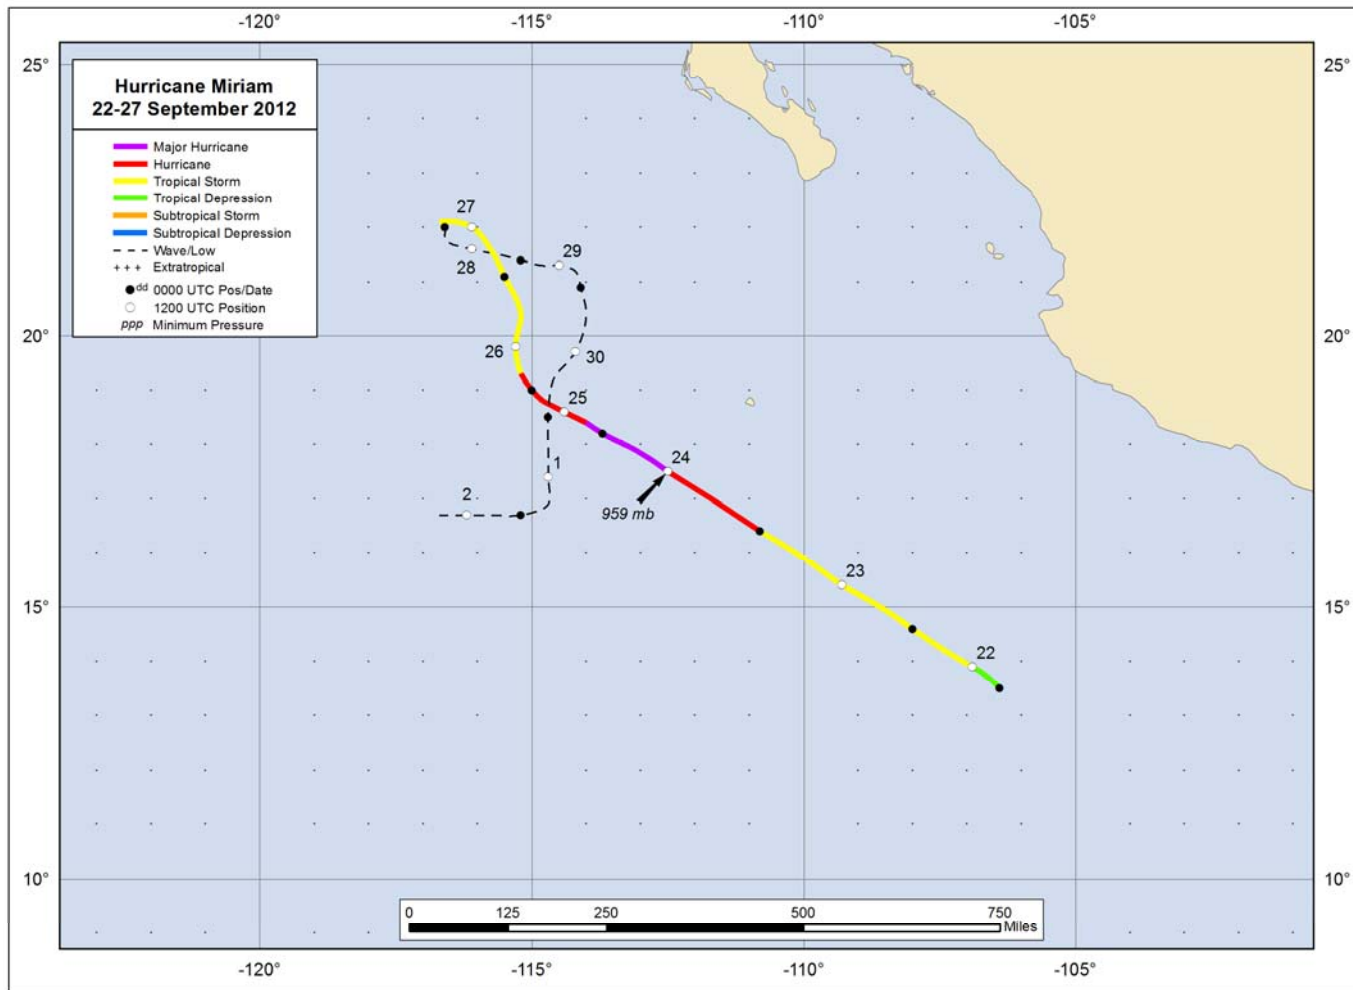 -120° -115° -110° -105°
25° 25°
Hurricane Miriam
22-27 September 2012
Major Hurricane
Hurricane
Tropical Storm
Tropical Depression
Subtropical Storm
Subtropical Depression
Wave/Low
Extratropical
dd 0000 UTC Pos/Date
1200 UTC Position
ppp Minimum Pressure
27
29
28
20° 20°
26
30
25
24
1
2
959 mb
23
15° 15°
22
10° 10°
0 125 250 500 750
Miles
-120° -115° -110° -105°